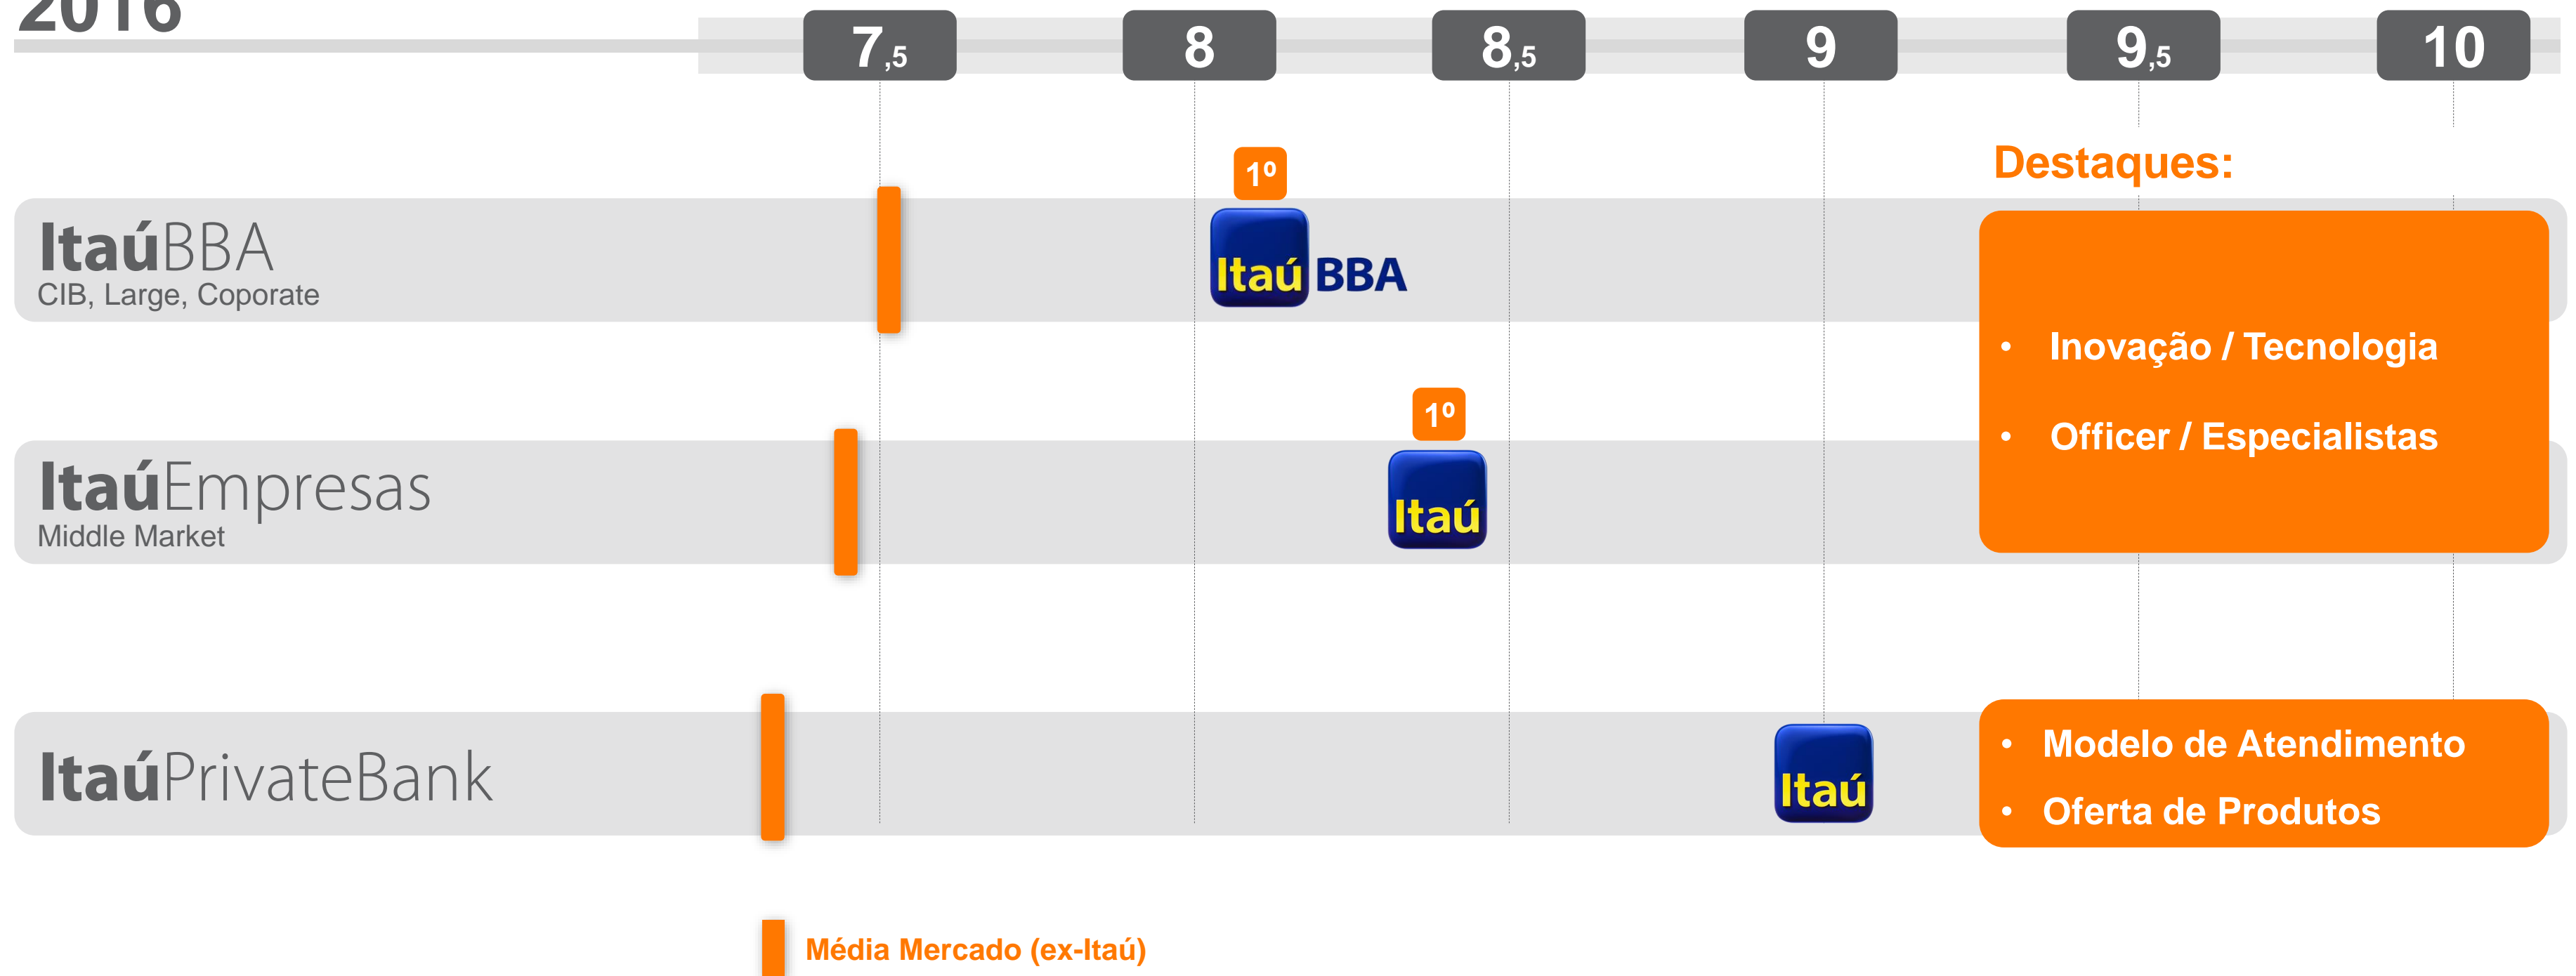 2016
7,5 8 8,5 9 9,5 10
Destaques:
1º
ItaúBBA
CIB, Large, Coporate
Itaú BBA
• Inovação / Tecnologia
• Officer / Especialistas
1º
ItaúEmpresas
Middle Market
Itaú
ItaúPrivateBank
Itaú
• Modelo de Atendimento
• Oferta de Produtos
Média Mercado (ex-Itaú)